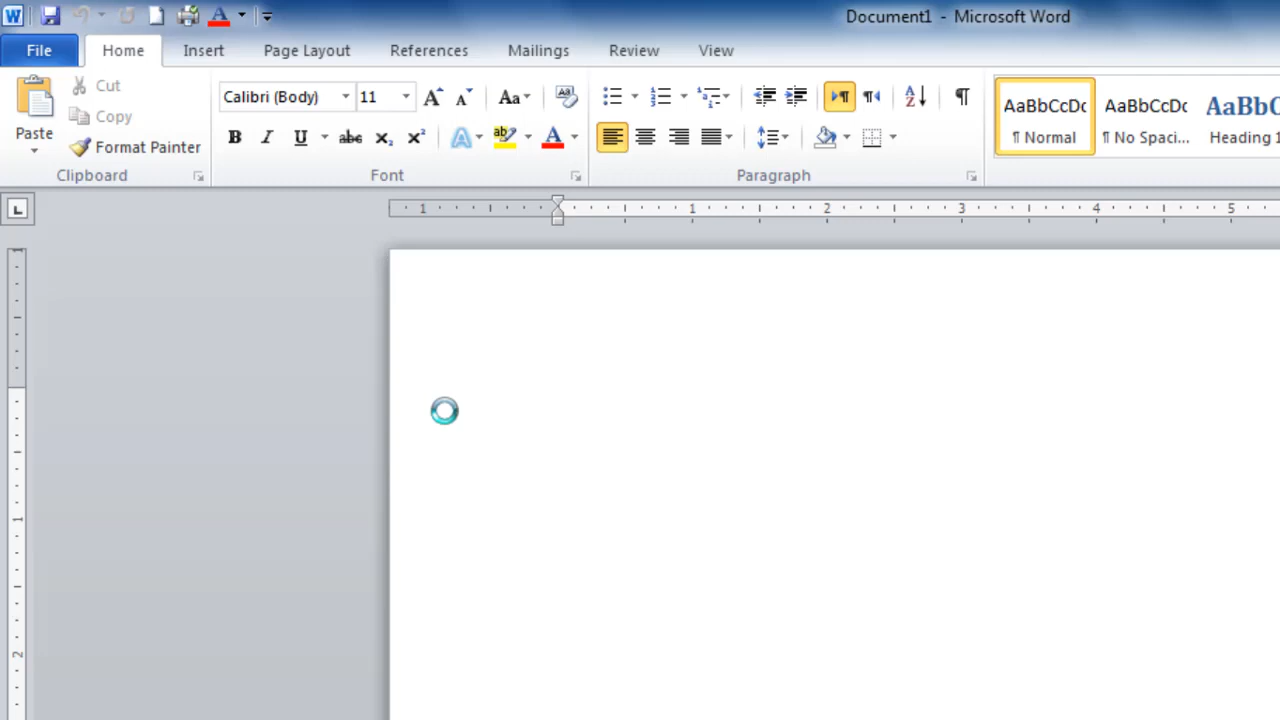 Document1 - Microsoft Word
File Home Insert Page Layout References Mailings Review View
Paste
Cut
Copy
Format Painter
Clipboard
Calibri (Body) 11
Aa
B I U abc X₂ X²
Font
Paragraph
AaBbCcDc AaBbCcDc AaBbC
¶ Normal ¶ No Spaci... Heading 1
1 1 2 3 4 5
1
2